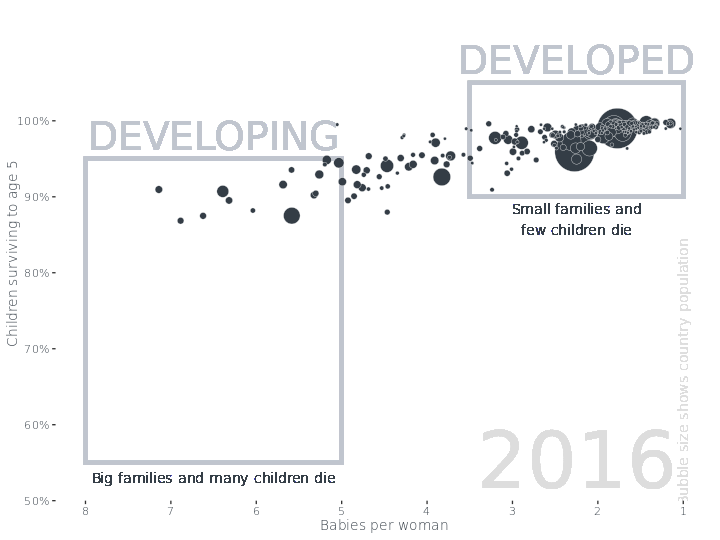 DEVELOPED
DEVELOPING
100%
90%
80%
70%
60%
50%
Children surviving to age 5
Small families and
few children die
Big families and many children die
2016
Bubble size shows country population
8 7 6 5 4 3 2 1
Babies per woman